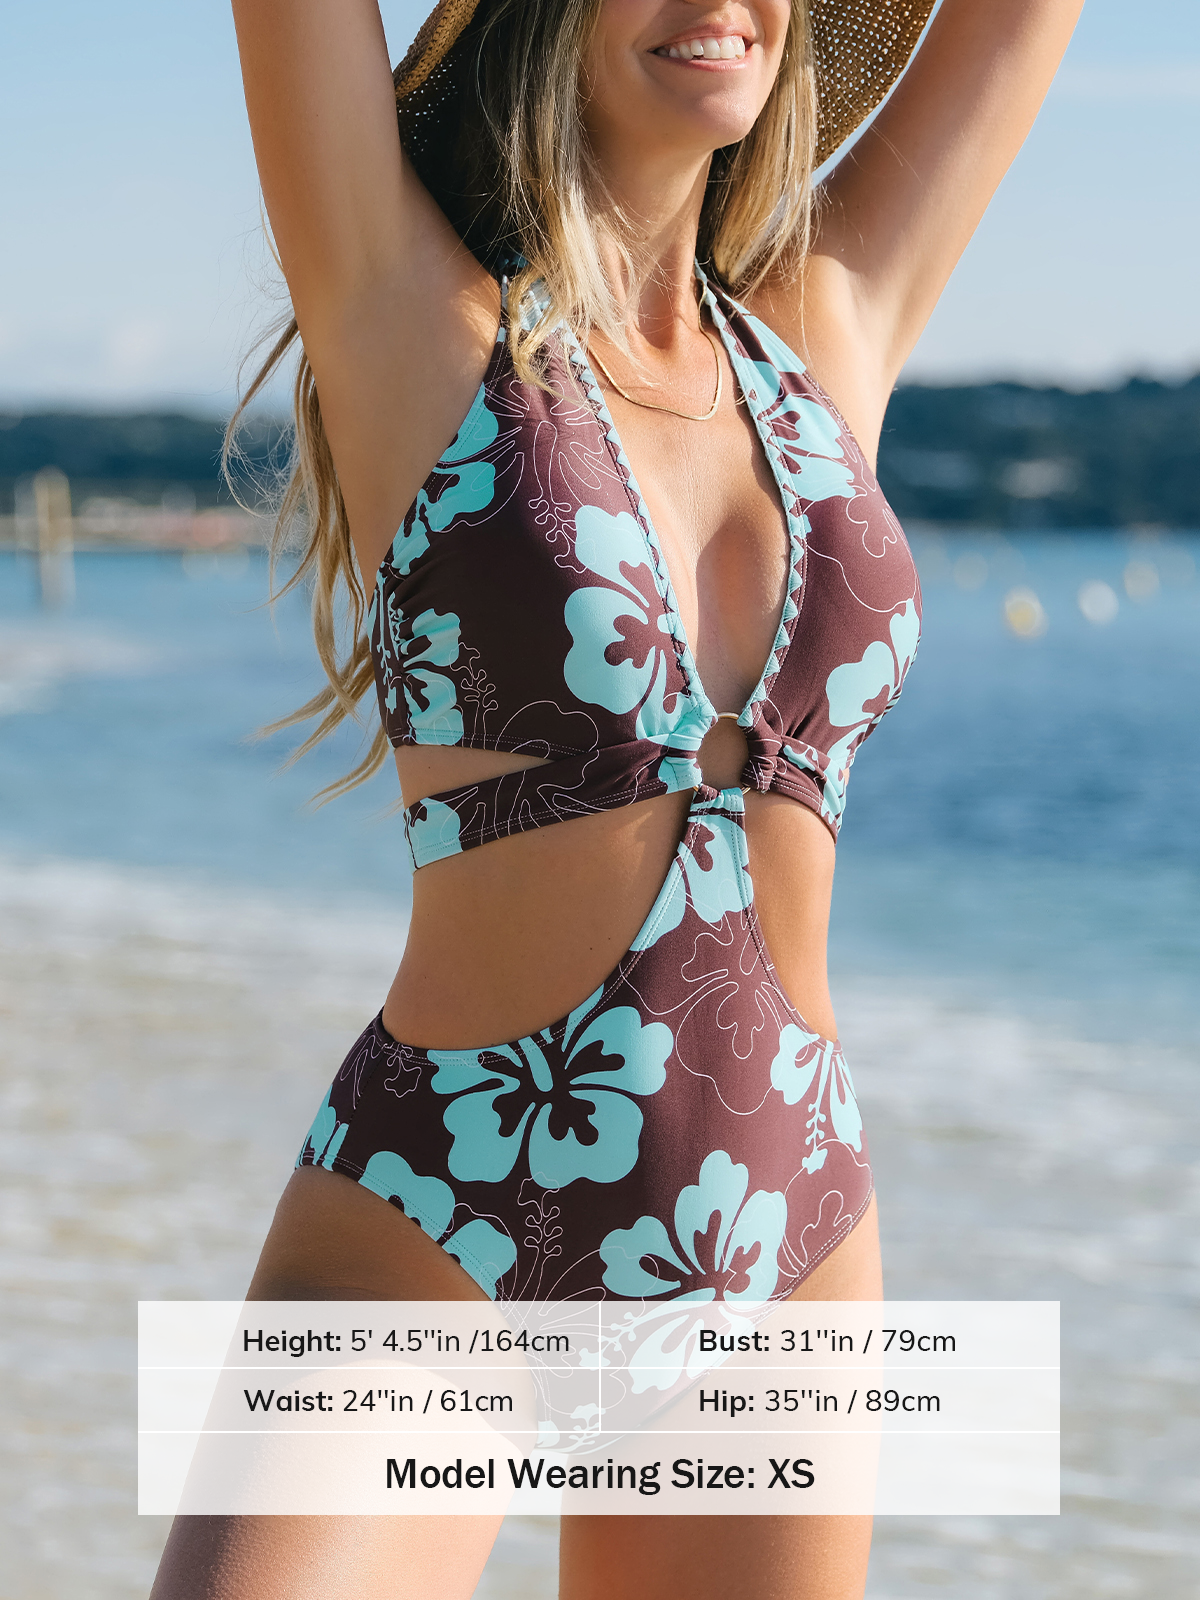 Height: 5' 4.5''in /164cm
Bust: 31''in / 79cm
Waist: 24''in / 61cm
Hip: 35''in / 89cm
Model Wearing Size: XS